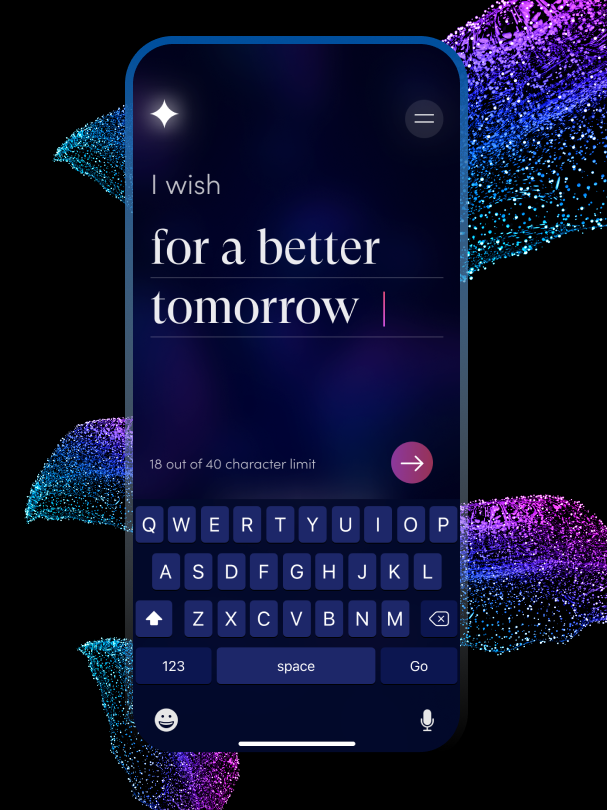 I wish
for a better
tomorrow
18 out of 40 character limit
Q W E R T Y U I O P
A S D F G H J K L
Z X C V B N M
123 space Go